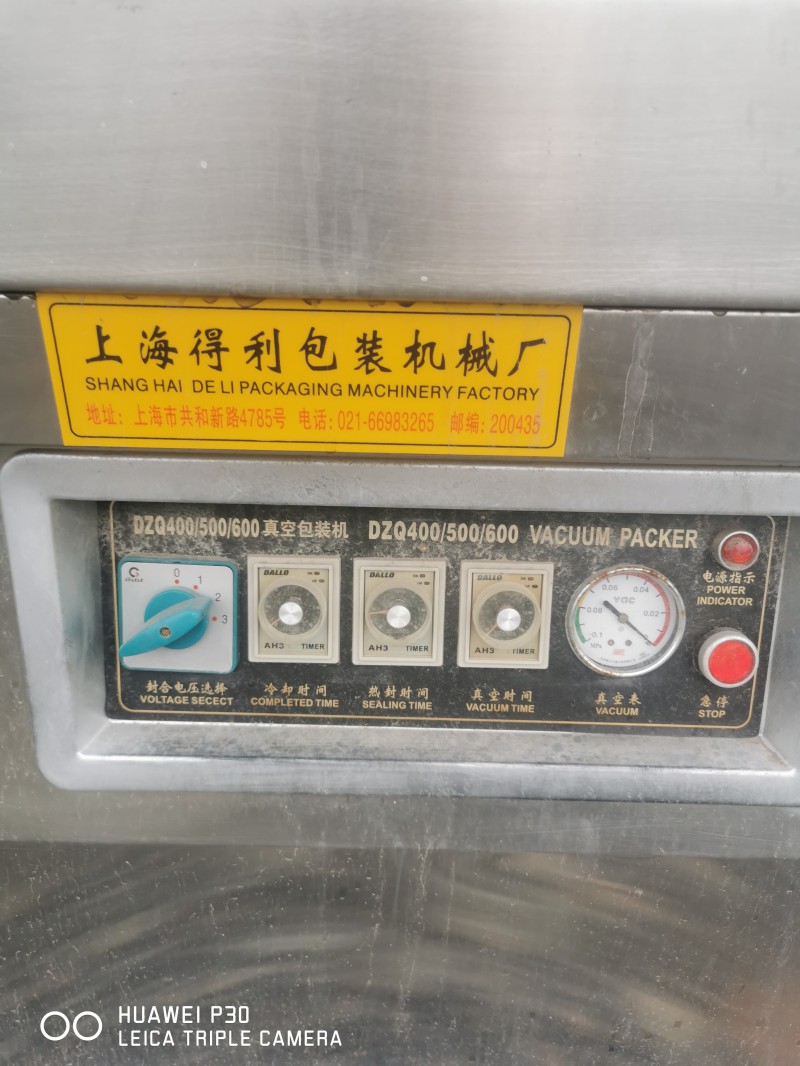 上海得利包装机械厂
SHANG HAI DE LI PACKAGING MACHINERY FACTORY
地址: 上海市共和新路4785号 电话: 021-66983265 邮编: 200435
DZQ400/500/600 真空包装机 DZQ400/500/600 VACUUM PACKER
0
1
2
3
DALLO
AH3 TIMER
DALLO
AH3 TIMER
DALLO
AH3 TIMER
0.06 0.04
0.08 YGC 0.02
-0.1
MPa
电源指示
POWER
INDICATOR
封合电压选择
VOLTAGE SECECT
冷却时间
COMPLETED TIME
热封时间
SEALING TIME
真空时间
VACUUM TIME
真空表
VACUUM
急停
STOP
HUAWEI P30
LEICA TRIPLE CAMERA